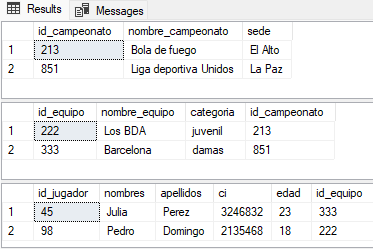 Results Messages
id_campeonato nombre_campeonato sede
1 213 Bola de fuego El Alto
2 851 Liga deportiva Unidos La Paz
id_equipo nombre_equipo categoria id_campeonato
1 222 Los BDA juvenil 213
2 333 Barcelona damas 851
id_jugador nombres apellidos ci edad id_equipo
1 45 Julia Perez 3246832 23 333
2 98 Pedro Domingo 2135468 18 222